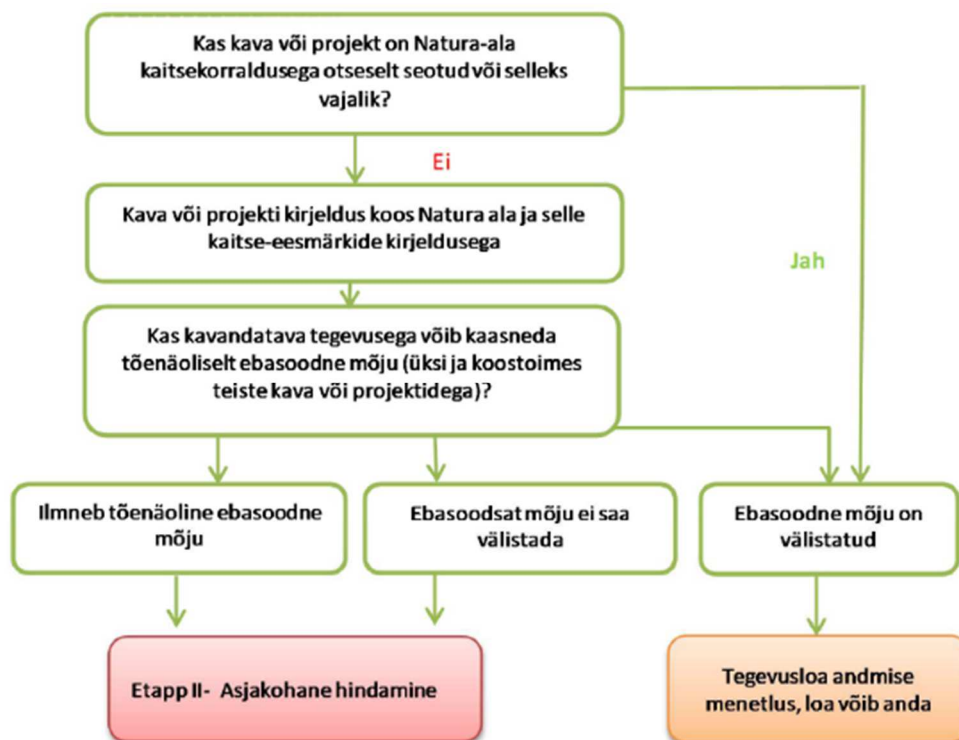 Kas kava või projekt on Natura-ala
kaitsekorraldusega otseselt seotud või selleks
vajalik?
Ei
Kava või projekti kirjeldus koos Natura ala ja selle
kaitse-eesmärkide kirjeldusega
Jah
Kas kavandatava tegevusega võib kaasneda
tõenäoliselt ebasoodne mõju (üksi ja koostoimes
teiste kava või projektidega)?
Ilmneb tõenäoline ebasoodne
mõju
Ebasoodsat mõju ei saa
välistada
Ebasoodne mõju on
välistatud
Etapp II- Asjakohane hindamine
Tegevusloa andmise
menetlus, loa võib anda